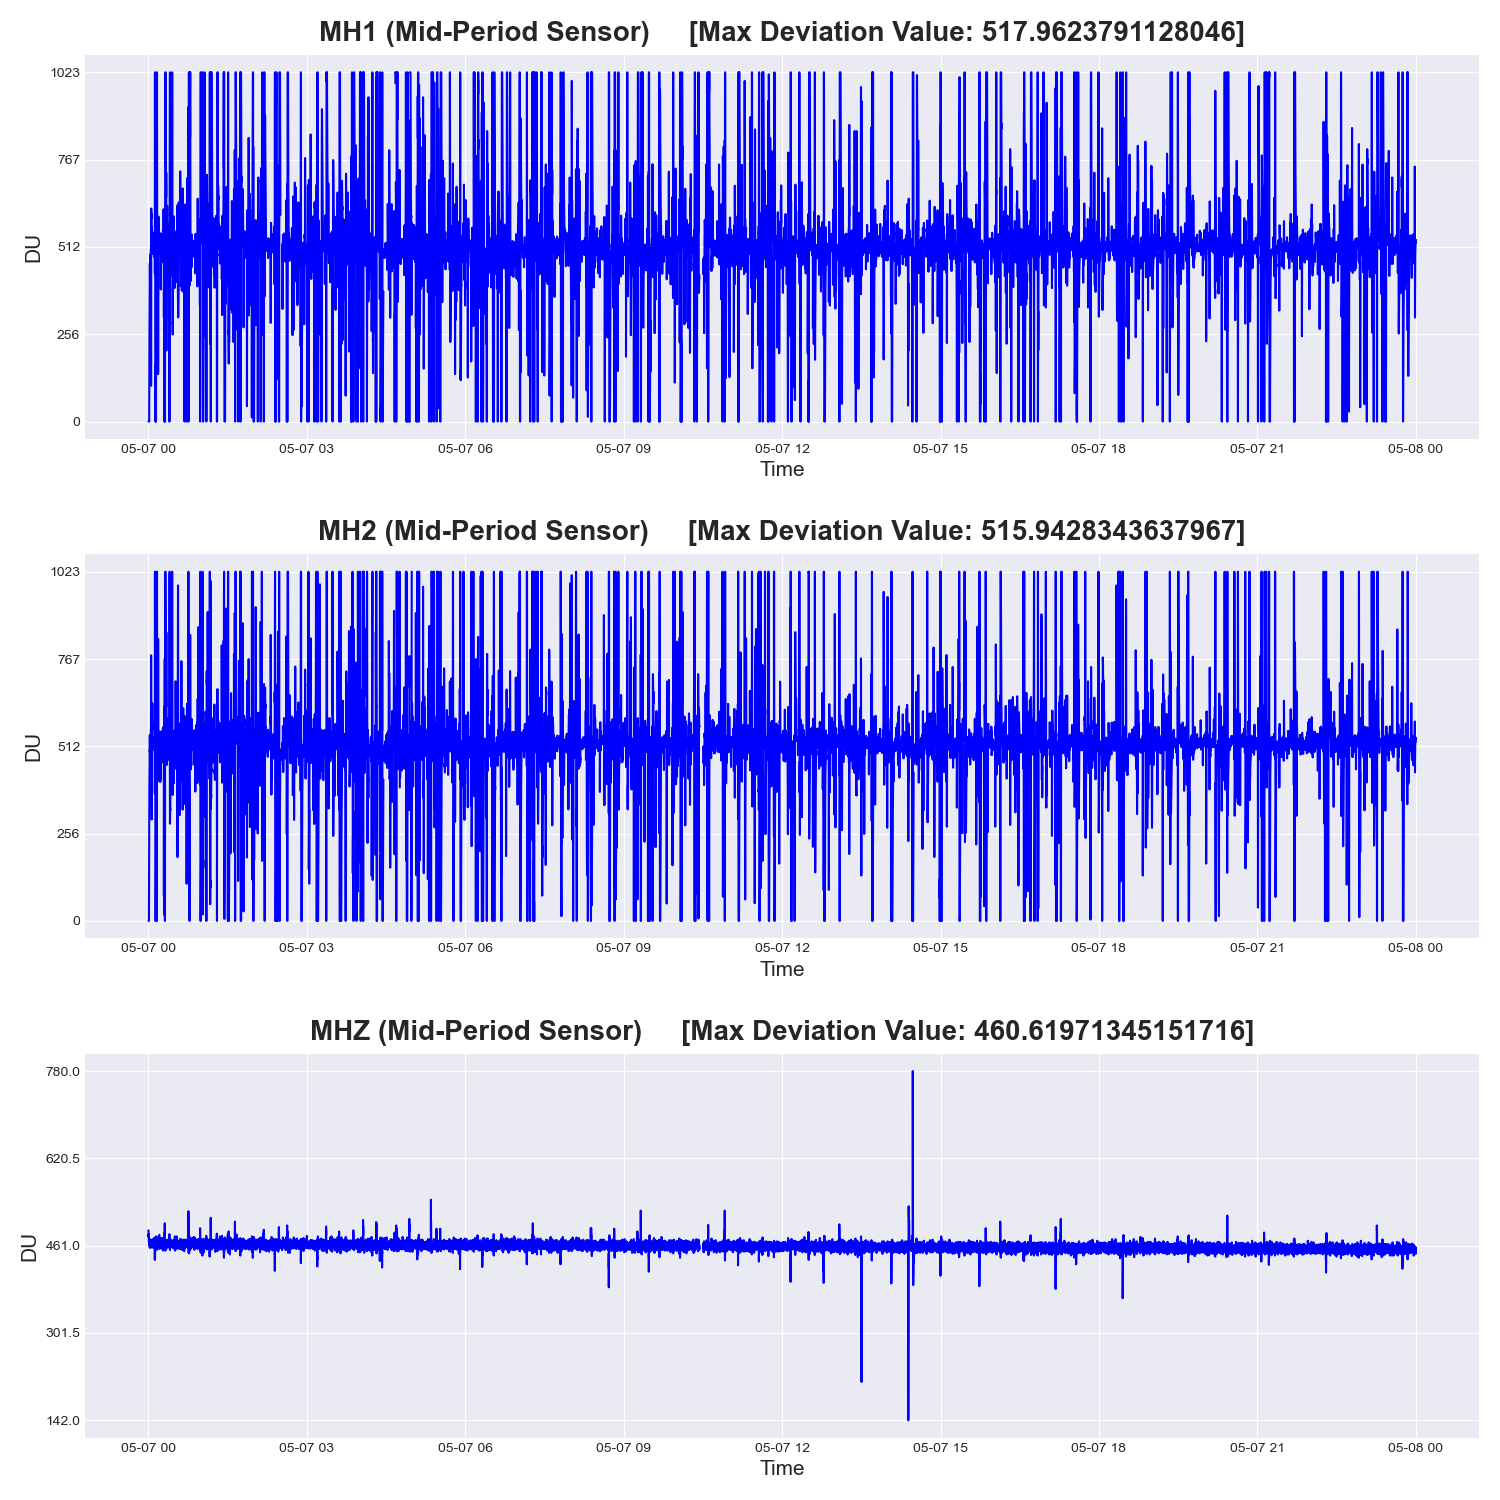 MH1 (Mid-Period Sensor) [Max Deviation Value: 517.9623791128046]
1023
767
512
256
0
DU
05-07 00 05-07 03 05-07 06 05-07 09 05-07 12 05-07 15 05-07 18 05-07 21 05-08 00
Time
MH2 (Mid-Period Sensor) [Max Deviation Value: 515.9428343637967]
1023
767
512
256
0
DU
05-07 00 05-07 03 05-07 06 05-07 09 05-07 12 05-07 15 05-07 18 05-07 21 05-08 00
Time
MHZ (Mid-Period Sensor) [Max Deviation Value: 460.61971345151716]
780.0
620.5
461.0
301.5
142.0
DU
05-07 00 05-07 03 05-07 06 05-07 09 05-07 12 05-07 15 05-07 18 05-07 21 05-08 00
Time